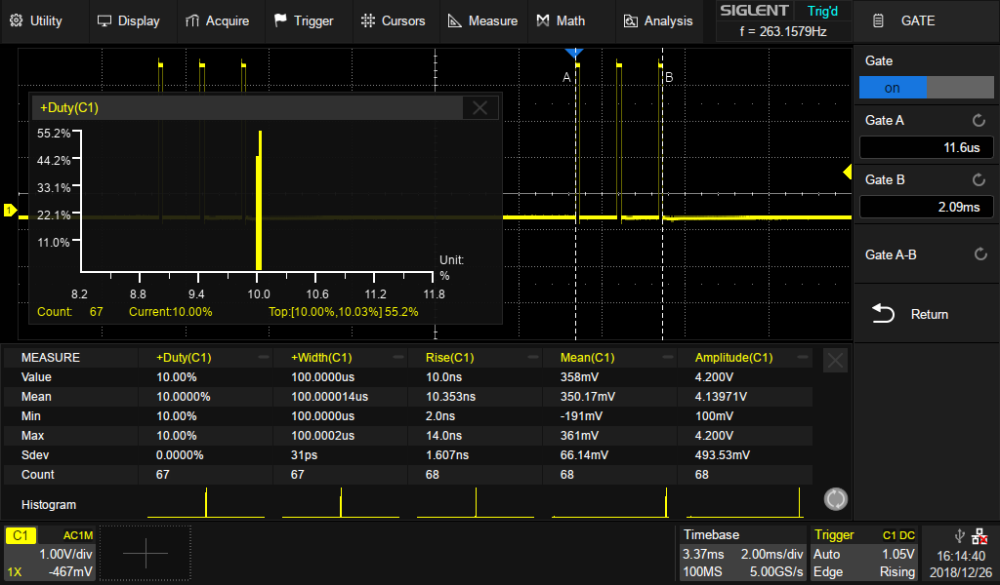 Utility Display Acquire Trigger Cursors Measure Math Analysis
SIGLENT Trig'd
f = 263.1579Hz
GATE
Gate
on
Gate A
11.6us
Gate B
2.09ms
Gate A-B
Return
A
B
1
+Duty(C1)
55.2%
44.2%
33.1%
22.1%
11.0%
Unit:
%
8.2 8.8 9.4 10.0 10.6 11.2 11.8
Count: 67 Current:10.00% Top:[10.00%,10.03%] 55.2%
MEASURE +Duty(C1) +Width(C1) Rise(C1) Mean(C1) Amplitude(C1)
Value 10.00% 100.0000us 10.0ns 358mV 4.200V
Mean 10.0000% 100.000014us 10.353ns 350.17mV 4.13971V
Min 10.00% 100.0000us 2.0ns -191mV 100mV
Max 10.00% 100.0002us 14.0ns 361mV 4.200V
Sdev 0.0000% 31ps 1.607ns 66.14mV 493.53mV
Count 67 67 68 68 68
Histogram
C1 AC1M
1.00V/div
1X -467mV
Timebase
3.37ms 2.00ms/div
100MS 5.00GS/s
Trigger C1 DC
Auto 1.05V
Edge Rising
16:14:40
2018/12/26